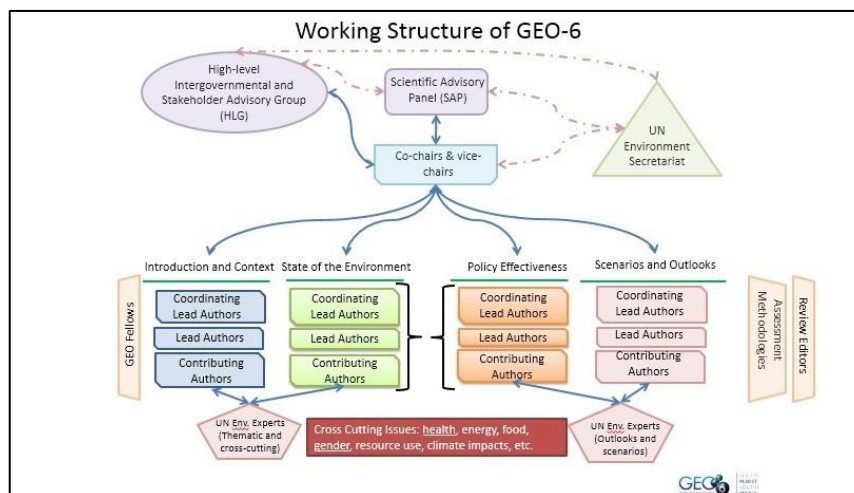 Working Structure of GEO-6
High-level
Intergovernmental and
Stakeholder Advisory Group
(HLG)
Scientific Advisory
Panel (SAP)
UN
Environment
Secretariat
Co-chairs & vice-
chairs
Introduction and Context
State of the Environment
Policy Effectiveness
Scenarios and Outlooks
GEO Fellows
Coordinating
Lead Authors
Lead Authors
Contributing
Authors
Coordinating
Lead Authors
Lead Authors
Contributing
Authors
Coordinating
Lead Authors
Lead Authors
Contributing
Authors
Coordinating
Lead Authors
Lead Authors
Contributing
Authors
Assessment
Methodologies
Review Editors
UN Env. Experts
(Thematic and
cross-cutting)
Cross Cutting Issues: health, energy, food,
gender, resource use, climate impacts, etc.
UN Env. Experts
(Outlooks and
scenarios)
GEO